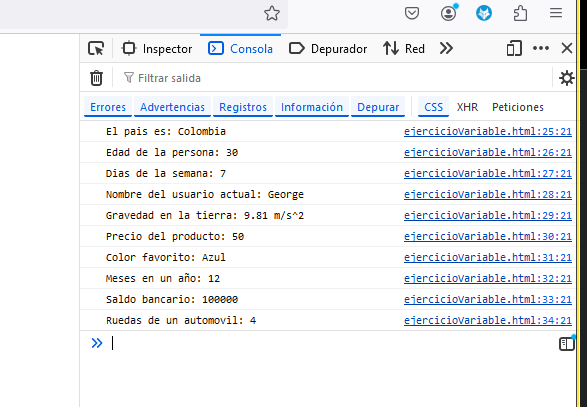 Inspector Consola Depurador Red
Filtrar salida
Errores Advertencias Registros Información Depurar CSS XHR Peticiones
El pais es: Colombia ejercicioVariable.html:25:21
Edad de la persona: 30 ejercicioVariable.html:26:21
Dias de la semana: 7 ejercicioVariable.html:27:21
Nombre del usuario actual: George ejercicioVariable.html:28:21
Gravedad en la tierra: 9.81 m/s^2 ejercicioVariable.html:29:21
Precio del producto: 50 ejercicioVariable.html:30:21
Color favorito: Azul ejercicioVariable.html:31:21
Meses en un año: 12 ejercicioVariable.html:32:21
Saldo bancario: 100000 ejercicioVariable.html:33:21
Ruedas de un automovil: 4 ejercicioVariable.html:34:21